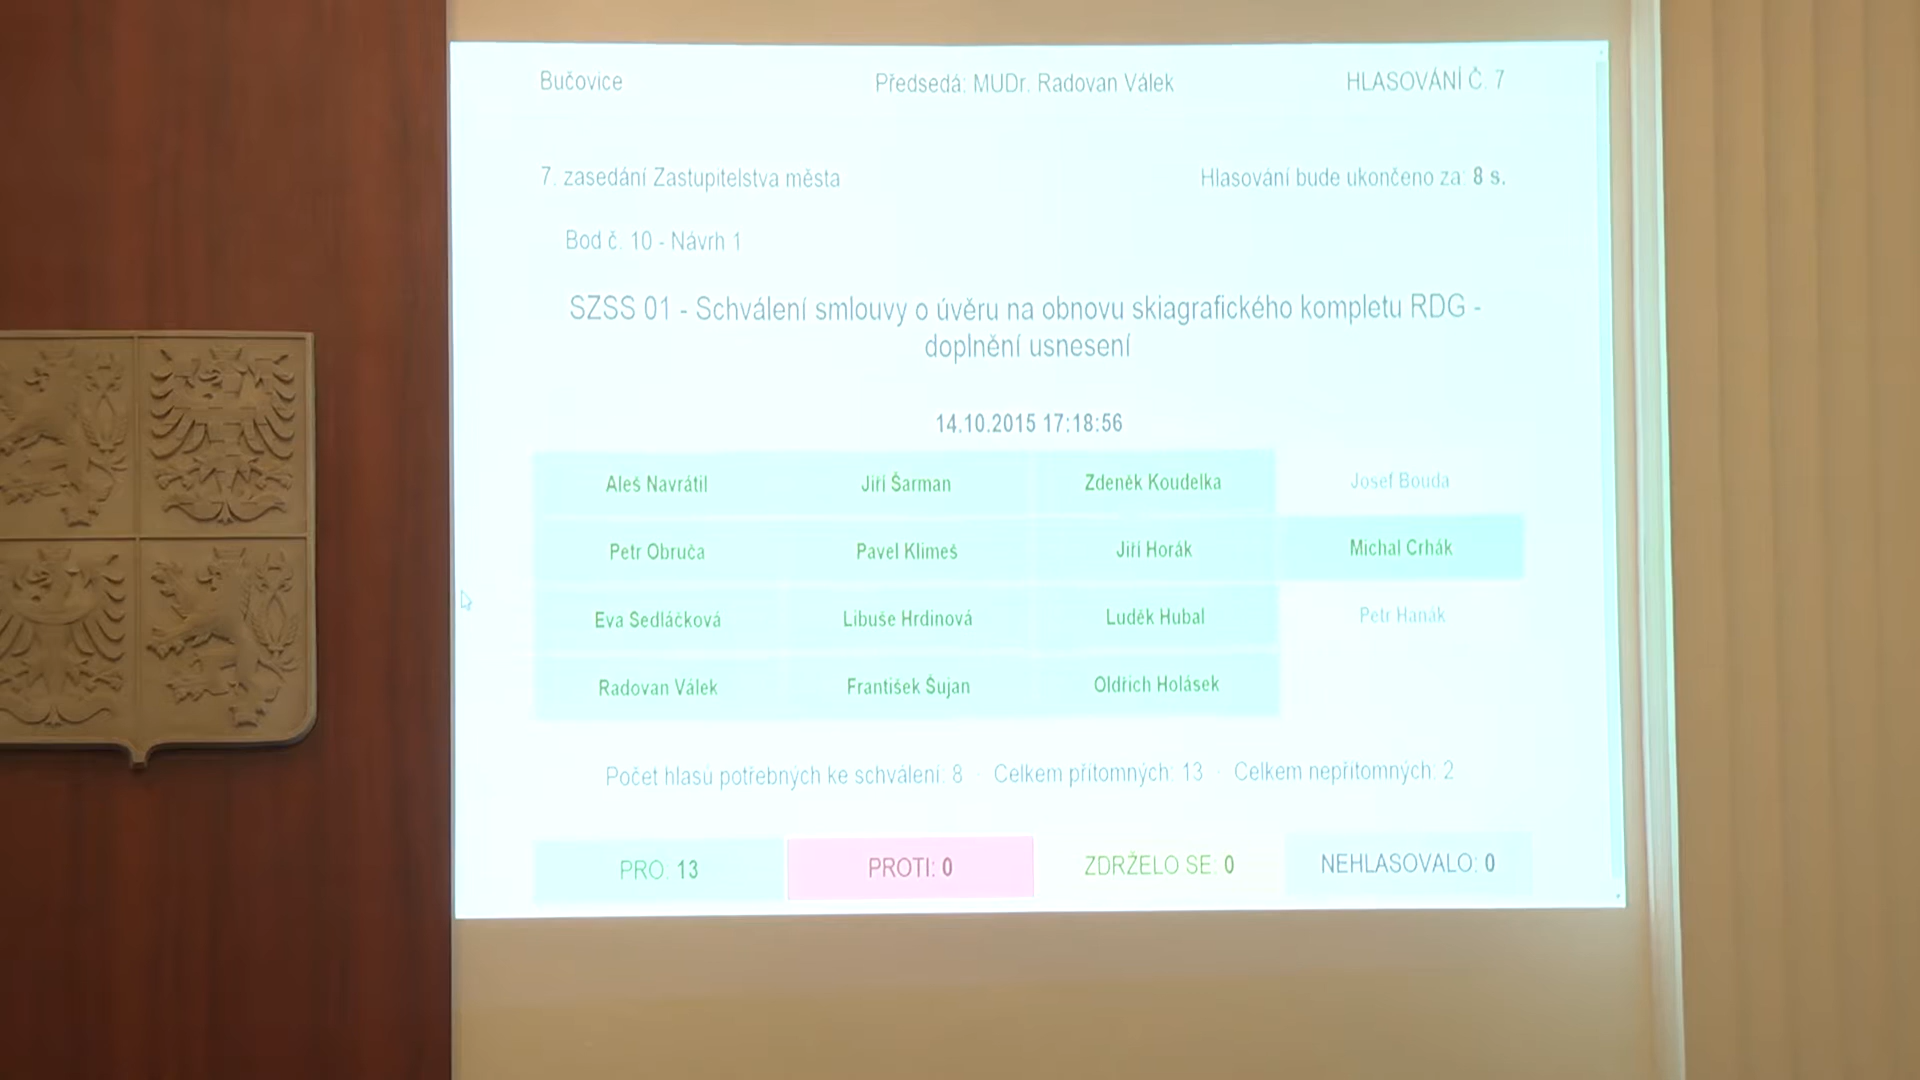 Bučovice
Předsedá: MUDr. Radovan Válek
HLASOVÁNÍ Č. 7
7. zasedání Zastupitelstva města
Hlasování bude ukončeno za: 8 s.
Bod č. 10 - Návrh 1
SZSS 01 - Schválení smlouvy o úvěru na obnovu skiagrafického kompletu RDG -
doplnění usnesení
14.10.2015 17:18:56
Aleš Navrátil
Jiří Šarman
Zdeněk Koudelka
Josef Bouda
Petr Obruča
Pavel Klimeš
Jiří Horák
Michal Crhák
Eva Sedláčková
Libuše Hrdinová
Luděk Hubal
Petr Hanák
Radovan Válek
František Šujan
Oldřich Holásek
Počet hlasů potřebných ke schválení: 8 · Celkem přítomných: 13 · Celkem nepřítomných: 2
PRO: 13
PROTI: 0
ZDRŽELO SE: 0
NEHLASOVALO: 0